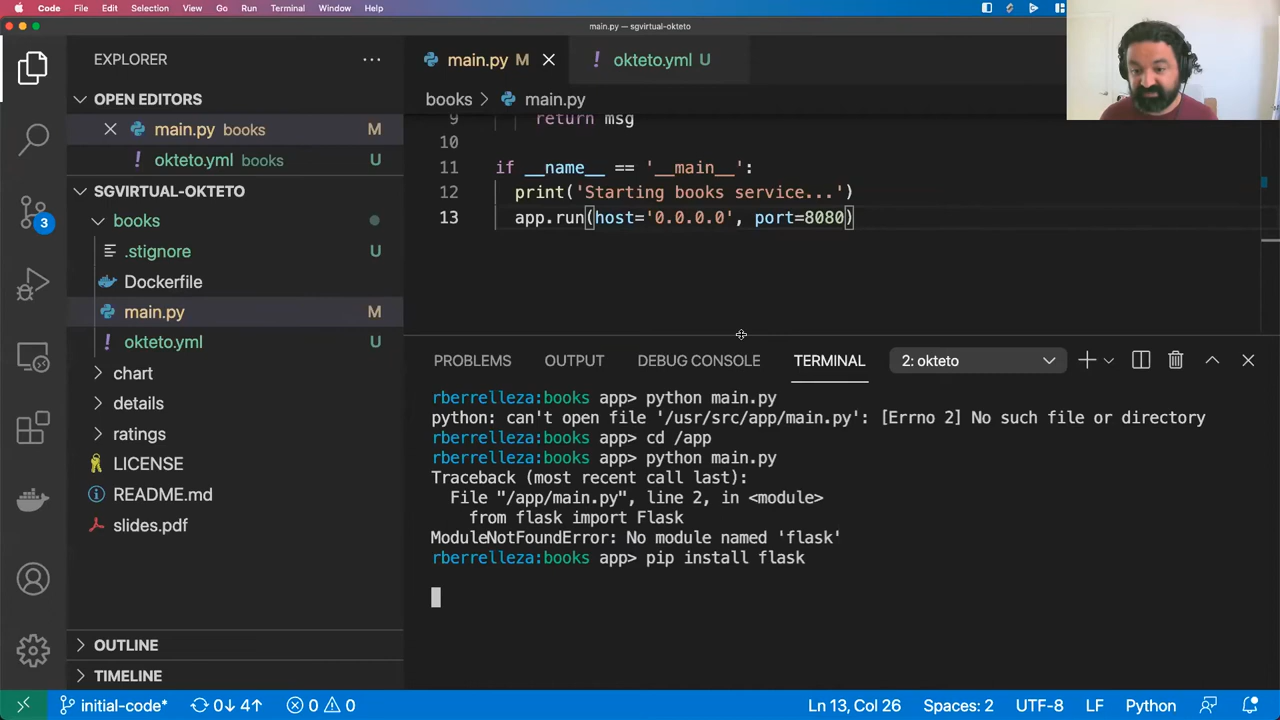 Code File Edit Selection View Go Run Terminal Window Help
main.py — sgvirtual-okteto
EXPLORER
OPEN EDITORS
main.py books M
okteto.yml books U
SGVIRTUAL-OKTETO
books
.stignore U
Dockerfile
main.py M
okteto.yml U
chart
details
ratings
LICENSE
README.md
slides.pdf
OUTLINE
TIMELINE
3
main.py M
okteto.yml U
books > main.py
9 return msg
10
11 if __name__ == '__main__':
12 print('Starting books service...')
13 app.run(host='0.0.0.0', port=8080)
PROBLEMS OUTPUT DEBUG CONSOLE TERMINAL 2: okteto
rberrelleza:books app> python main.py
python: can't open file '/usr/src/app/main.py': [Errno 2] No such file or directory
rberrelleza:books app> cd /app
rberrelleza:books app> python main.py
Traceback (most recent call last):
File "/app/main.py", line 2, in <module>
from flask import Flask
ModuleNotFoundError: No module named 'flask'
rberrelleza:books app> pip install flask
initial-code* 0↓ 4↑ 0 0 Ln 13, Col 26 Spaces: 2 UTF-8 LF Python